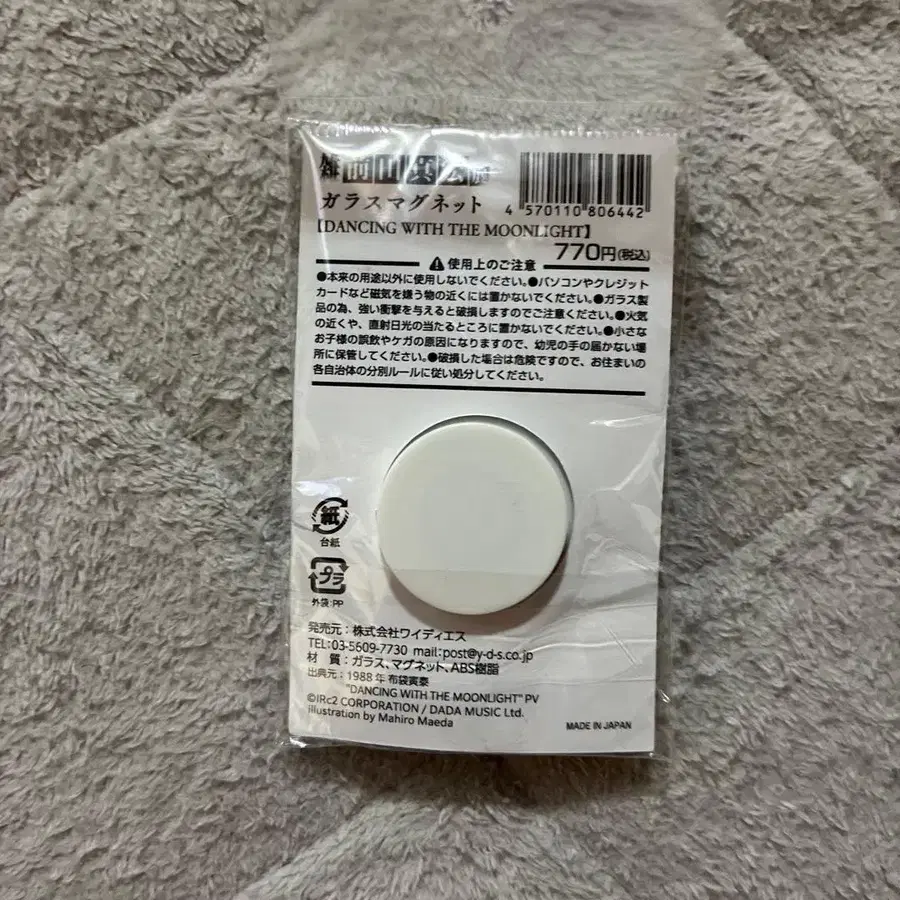 雑 前田真宏 展
ガラスマグネット
4 570110 806442
【DANCING WITH THE MOONLIGHT】
770円(税込)
使用上のご注意
●本来の用途以外に使用しないでください。●パソコンやクレジット
カードなど磁気を嫌う物の近くには置かないでください。●ガラス製
品の為、強い衝撃を与えると破損しますのでご注意ください。●火気
の近くや、直射日光の当たるところに置かないでください。●小さな
お子様の誤飲やケガの原因になりますので、幼児の手の届かない場
所に保管してください。●破損した場合は危険ですので、お住まいの
各自治体の分別ルールに従い処分してください。
紙
台紙
プラ
外袋:PP
発売元:株式会社ワイディエス
TEL:03-5609-7730 mail:post@y-d-s.co.jp
材 質:ガラス、マグネット、ABS樹脂
出典元:1988年 布袋寅泰
"DANCING WITH THE MOONLIGHT" PV
©IRc2 CORPORATION / DADA MUSIC Ltd.
illustration by Mahiro Maeda
MADE IN JAPAN